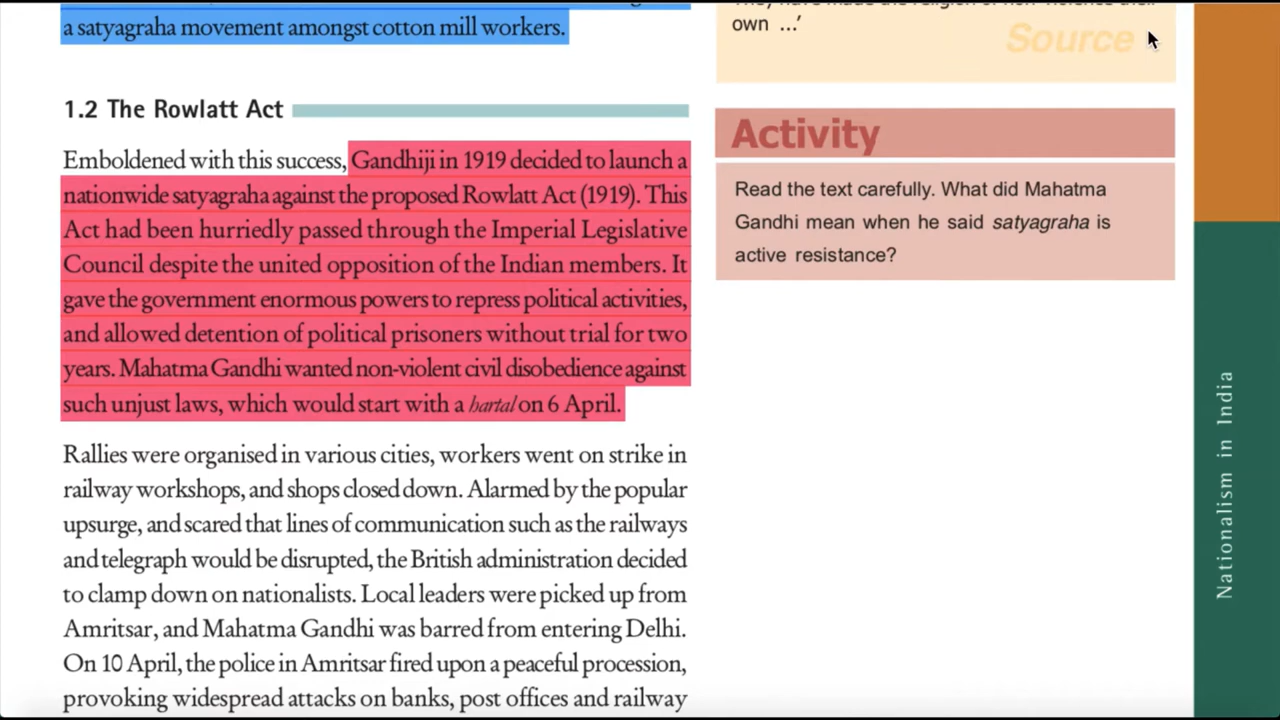 a satyagraha movement amongst cotton mill workers.
1.2 The Rowlatt Act
Emboldened with this success, Gandhiji in 1919 decided to launch a
nationwide satyagraha against the proposed Rowlatt Act (1919). This
Act had been hurriedly passed through the Imperial Legislative
Council despite the united opposition of the Indian members. It
gave the government enormous powers to repress political activities,
and allowed detention of political prisoners without trial for two
years. Mahatma Gandhi wanted non-violent civil disobedience against
such unjust laws, which would start with a hartal on 6 April.
Rallies were organised in various cities, workers went on strike in
railway workshops, and shops closed down. Alarmed by the popular
upsurge, and scared that lines of communication such as the railways
and telegraph would be disrupted, the British administration decided
to clamp down on nationalists. Local leaders were picked up from
Amritsar, and Mahatma Gandhi was barred from entering Delhi.
On 10 April, the police in Amritsar fired upon a peaceful procession,
provoking widespread attacks on banks, post offices and railway
They have made the religion of non-violence their
own ...’
Source
Activity
Read the text carefully. What did Mahatma
Gandhi mean when he said satyagraha is
active resistance?
Nationalism in India